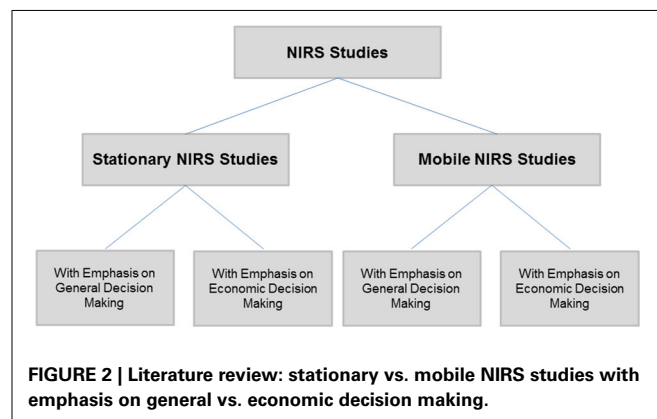 NIRS Studies
Stationary NIRS Studies
Mobile NIRS Studies
With Emphasis on
General Decision
Making
With Emphasis on
Economic Decision
Making
With Emphasis on
General Decision
Making
With Emphasis on
Economic Decision
Making
FIGURE 2 | Literature review: stationary vs. mobile NIRS studies with
emphasis on general vs. economic decision making.